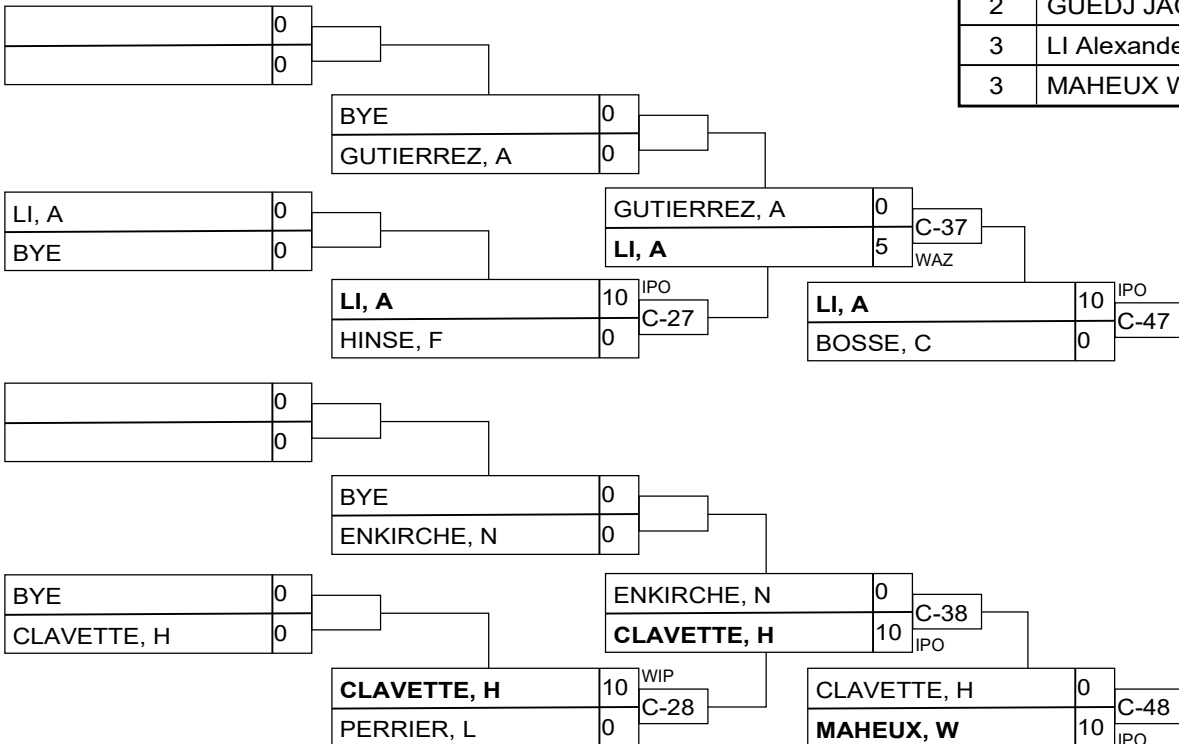 0
0
2 GUEDJ JAC
3 LI Alexande
3 MAHEUX W
BYE 0
GUTIERREZ, A 0
LI, A 0
BYE 0
GUTIERREZ, A 0
LI, A 5
C-37
WAZ
LI, A 10 IPO
HINSE, F 0
C-27
LI, A 10 IPO
BOSSE, C 0
C-47
0
0
BYE 0
ENKIRCHE, N 0
BYE 0
CLAVETTE, H 0
ENKIRCHE, N 0
CLAVETTE, H 10
C-38
IPO
CLAVETTE, H 10 WIP
PERRIER, L 0
C-28
CLAVETTE, H 0
MAHEUX, W 10
C-48
IPO